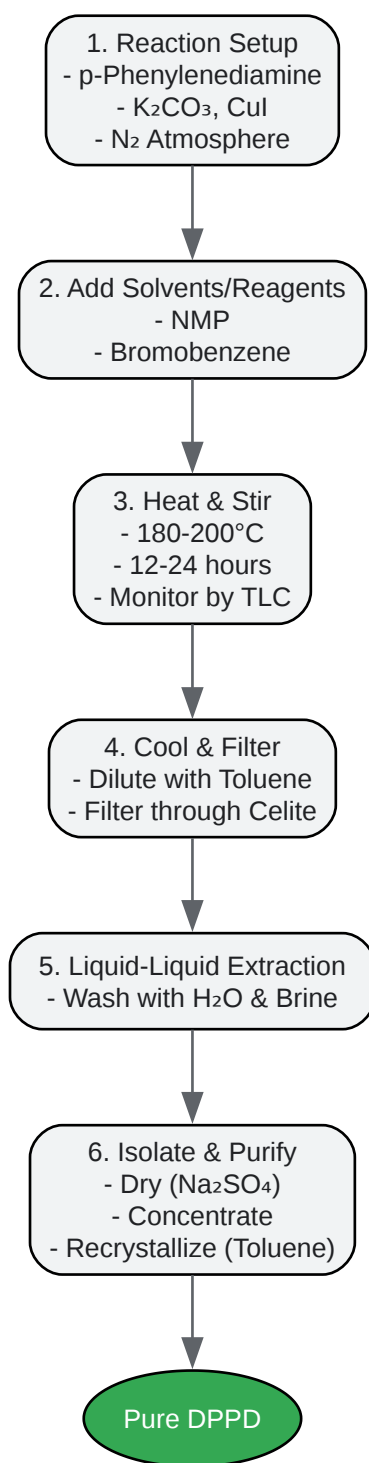 1. Reaction Setup
- p-Phenylenediamine
- K₂CO₃, CuI
- N₂ Atmosphere
2. Add Solvents/Reagents
- NMP
- Bromobenzene
3. Heat & Stir
- 180-200°C
- 12-24 hours
- Monitor by TLC
4. Cool & Filter
- Dilute with Toluene
- Filter through Celite
5. Liquid-Liquid Extraction
- Wash with H₂O & Brine
6. Isolate & Purify
- Dry (Na₂SO₄)
- Concentrate
- Recrystallize (Toluene)
Pure DPPD